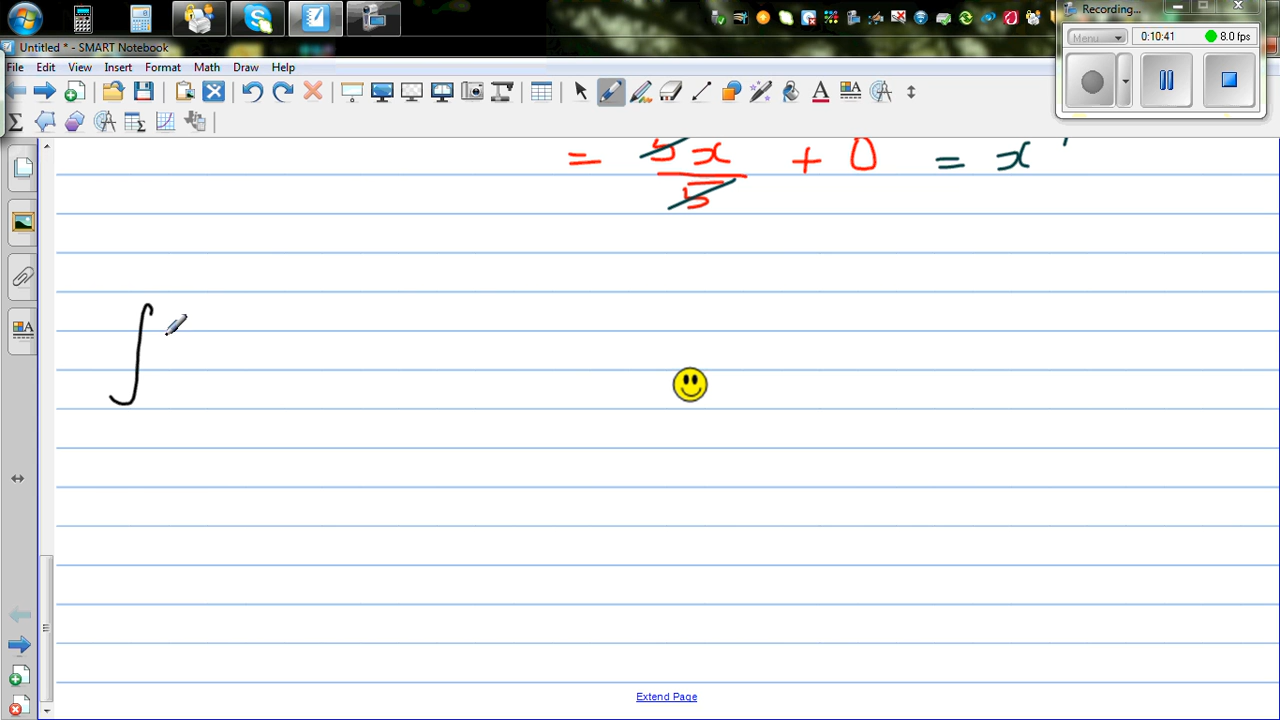 Recording...
Untitled * - SMART Notebook
Menu 0:10:41 8.0 fps
File Edit View Insert Format Math Draw Help
= 5x/5 + 0 = x
∫
Extend Page